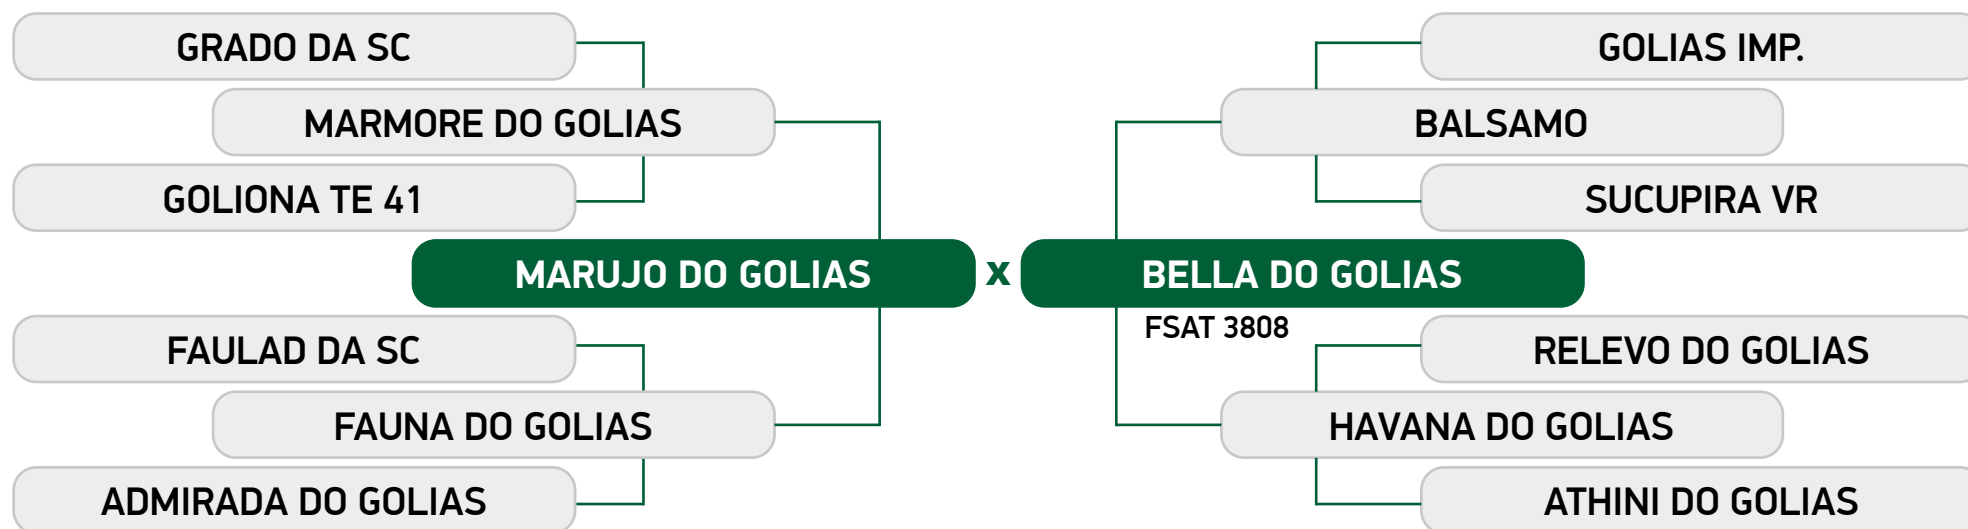 GRADO DA SC
GOLIAS IMP.
MARMORE DO GOLIAS
BALSAMO
GOLIONA TE 41
SUCUPIRA VR
MARUJO DO GOLIAS x BELLA DO GOLIAS
FSAT 3808
FAULAD DA SC
RELEVO DO GOLIAS
FAUNA DO GOLIAS
HAVANA DO GOLIAS
ADMIRADA DO GOLIAS
ATHINI DO GOLIAS